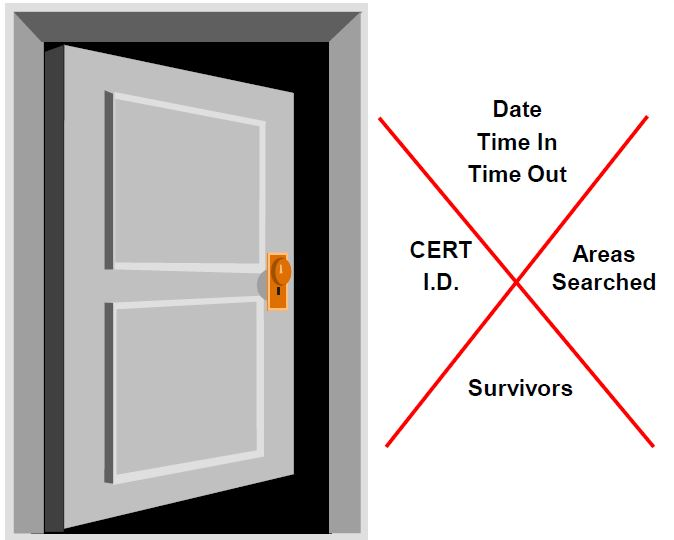 Date
Time In
Time Out
CERT
I.D.
Areas
Searched
Survivors